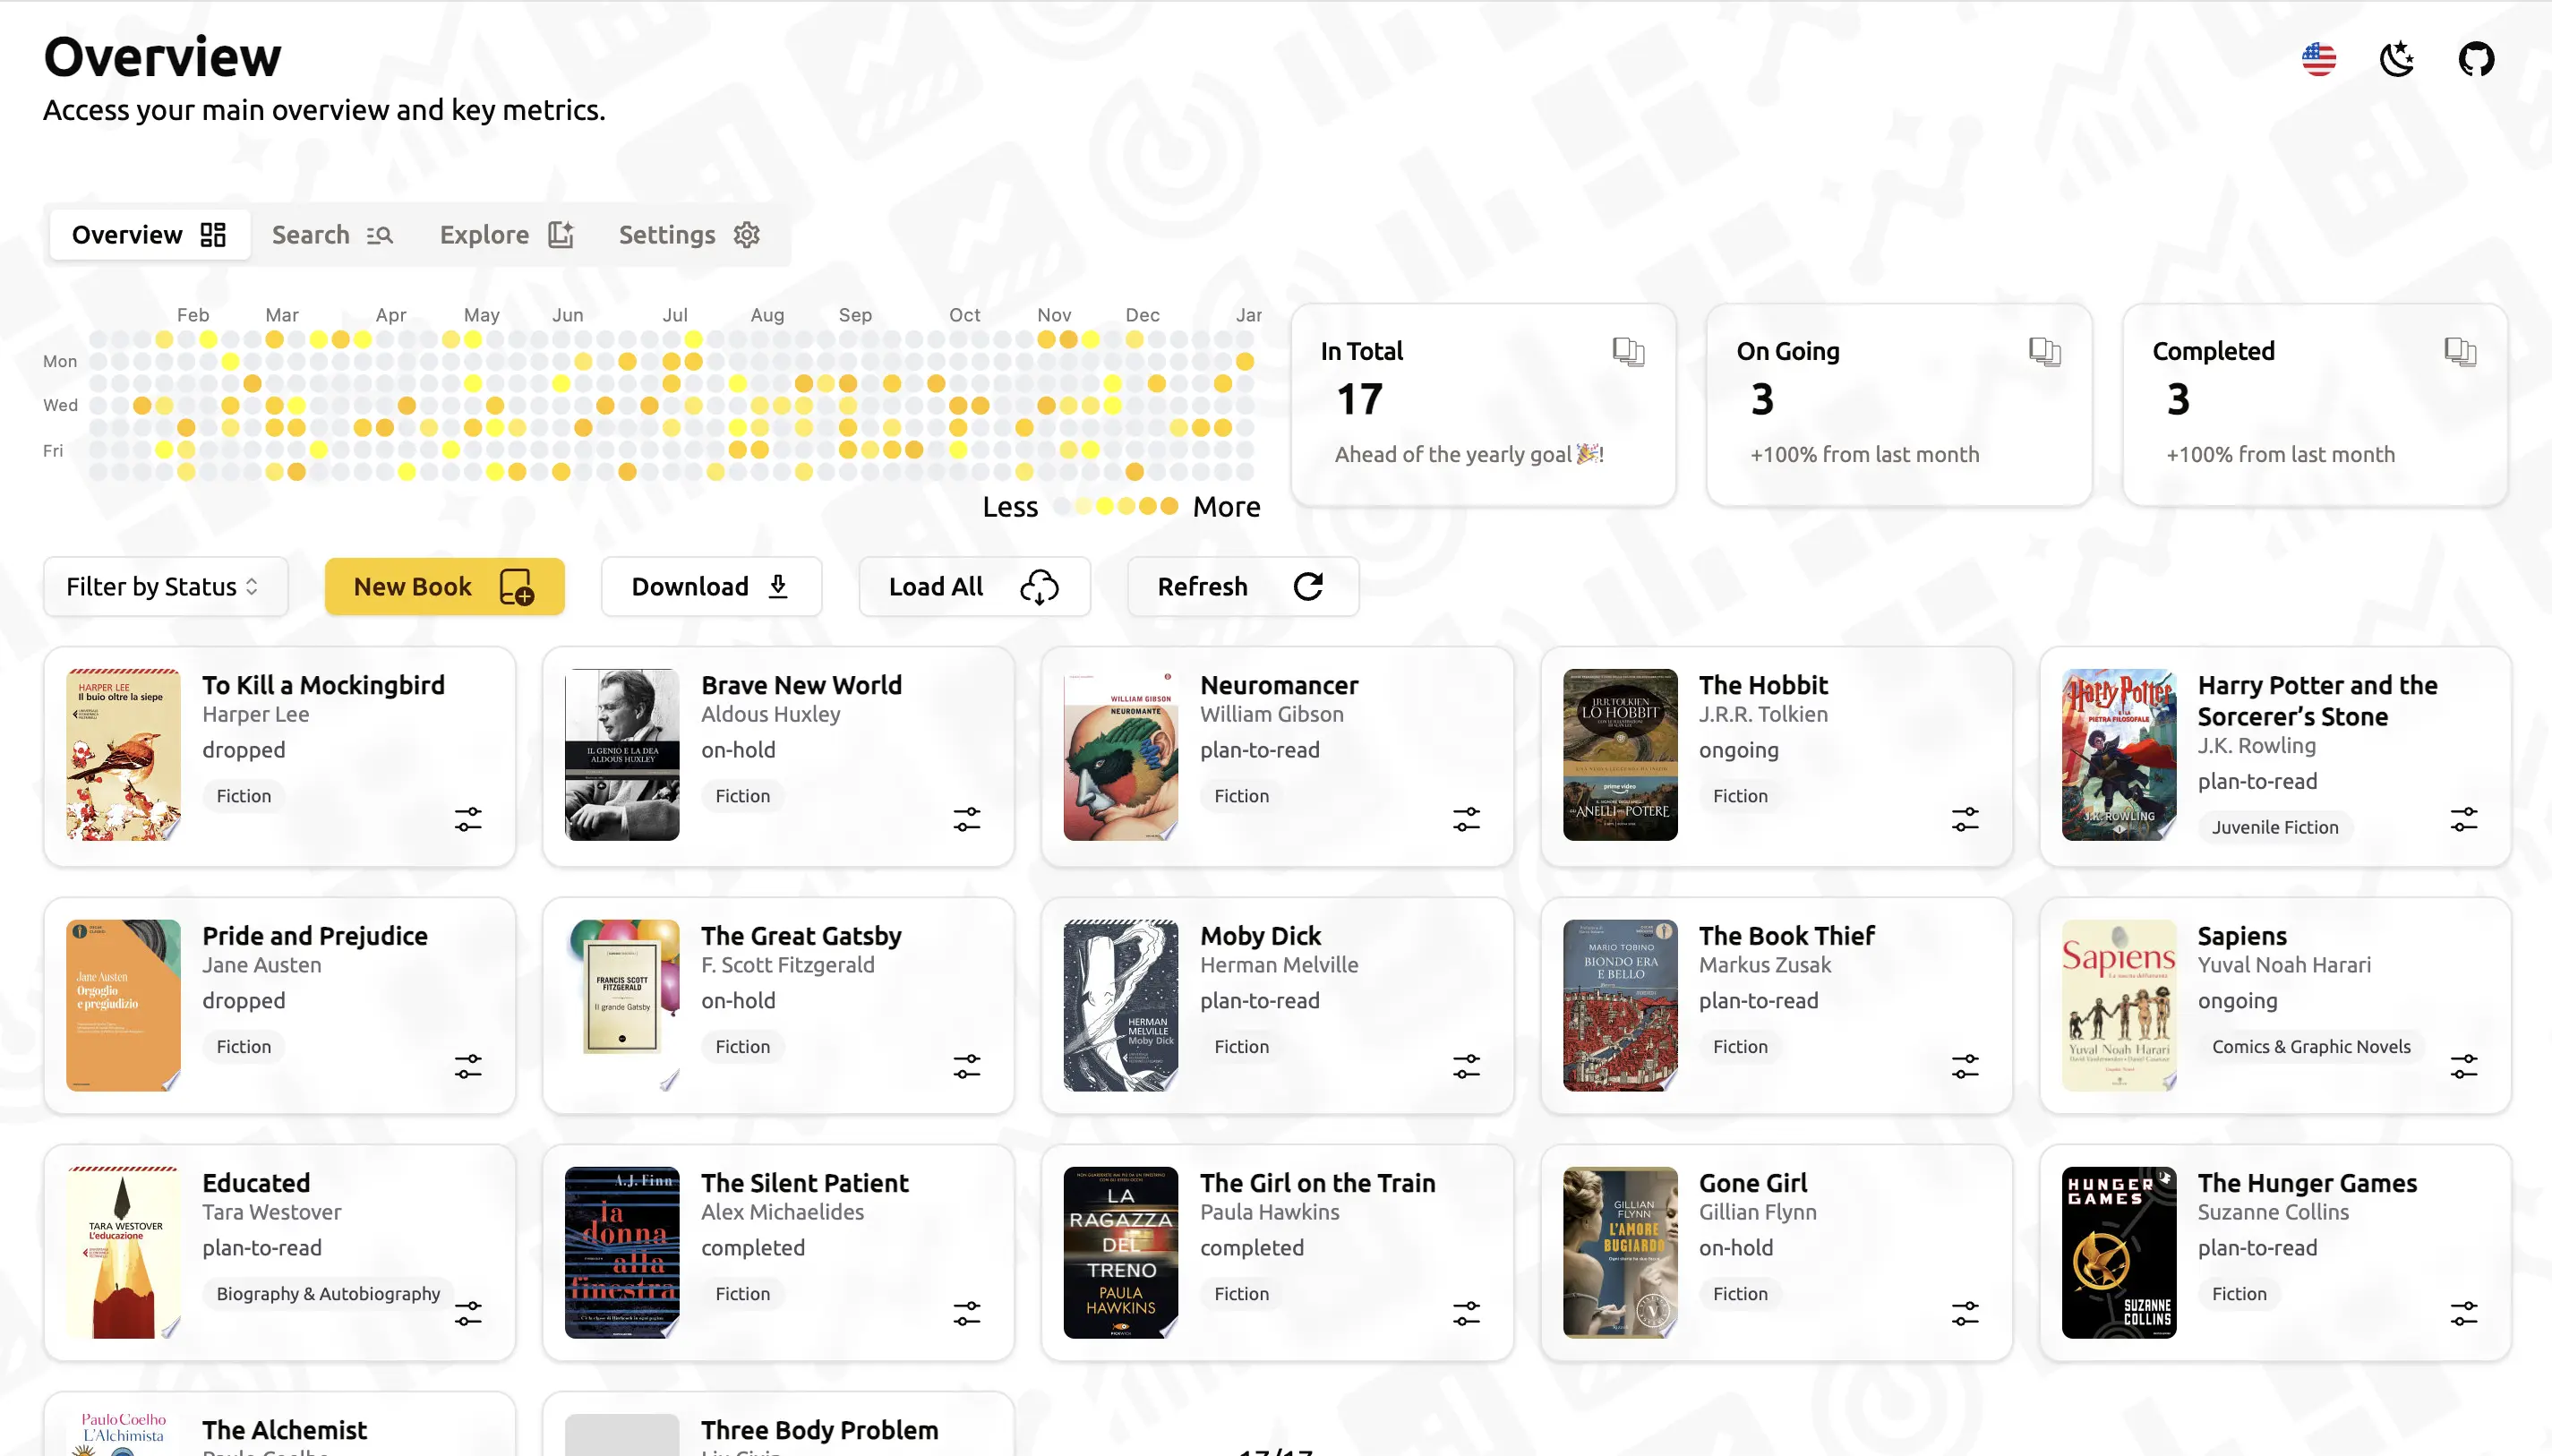 Overview
Access your main overview and key metrics.
Overview
Search
Explore
Settings
Feb Mar Apr May Jun Jul Aug Sep Oct Nov Dec Jan
Mon
Wed
Fri
Less More
In Total
17
Ahead of the yearly goal 🎉!
On Going
3
+100% from last month
Completed
3
+100% from last month
Filter by Status
New Book
Download
Load All
Refresh
HARPER LEE
Il buio oltre la siepe
To Kill a Mockingbird
Harper Lee
dropped
Fiction
IL GENIO E LA DEA
ALDOUS HUXLEY
Brave New World
Aldous Huxley
on-hold
Fiction
WILLIAM GIBSON
NEUROMANTE
Neuromancer
William Gibson
plan-to-read
Fiction
J.R.R. TOLKIEN
LO HOBBIT
prime video
ANELLI DEL POTERE
The Hobbit
J.R.R. Tolkien
ongoing
Fiction
Harry Potter
E LA
PIETRA FILOSOFALE
J.K. ROWLING
Harry Potter and the
Sorcerer’s Stone
J.K. Rowling
plan-to-read
Juvenile Fiction
Jane Austen
Orgoglio
e pregiudizio
Pride and Prejudice
Jane Austen
dropped
Fiction
FRANCIS SCOTT
FITZGERALD
Il grande Gatsby
The Great Gatsby
F. Scott Fitzgerald
on-hold
Fiction
HERMAN
MELVILLE
Moby Dick
Moby Dick
Herman Melville
plan-to-read
Fiction
MARIO TOBINO
BIONDO ERA
E BELLO
The Book Thief
Markus Zusak
plan-to-read
Fiction
Sapiens
Yuval Noah Harari
Sapiens
Yuval Noah Harari
ongoing
Comics & Graphic Novels
TARA WESTOVER
L'educazione
Educated
Tara Westover
plan-to-read
Biography & Autobiography
A.J. Finn
la
donna
alla
finestra
The Silent Patient
Alex Michaelides
completed
Fiction
LA
RAGAZZA
DEL
TRENO
PAULA
HAWKINS
The Girl on the Train
Paula Hawkins
completed
Fiction
GILLIAN
FLYNN
L'AMORE
BUGIARDO
Gone Girl
Gillian Flynn
on-hold
Fiction
HUNGER
GAMES
SUZANNE
COLLINS
The Hunger Games
Suzanne Collins
plan-to-read
Fiction
Paulo Coelho
L'Alchimista
The Alchemist
Paulo Coelho
Three Body Problem
17/17